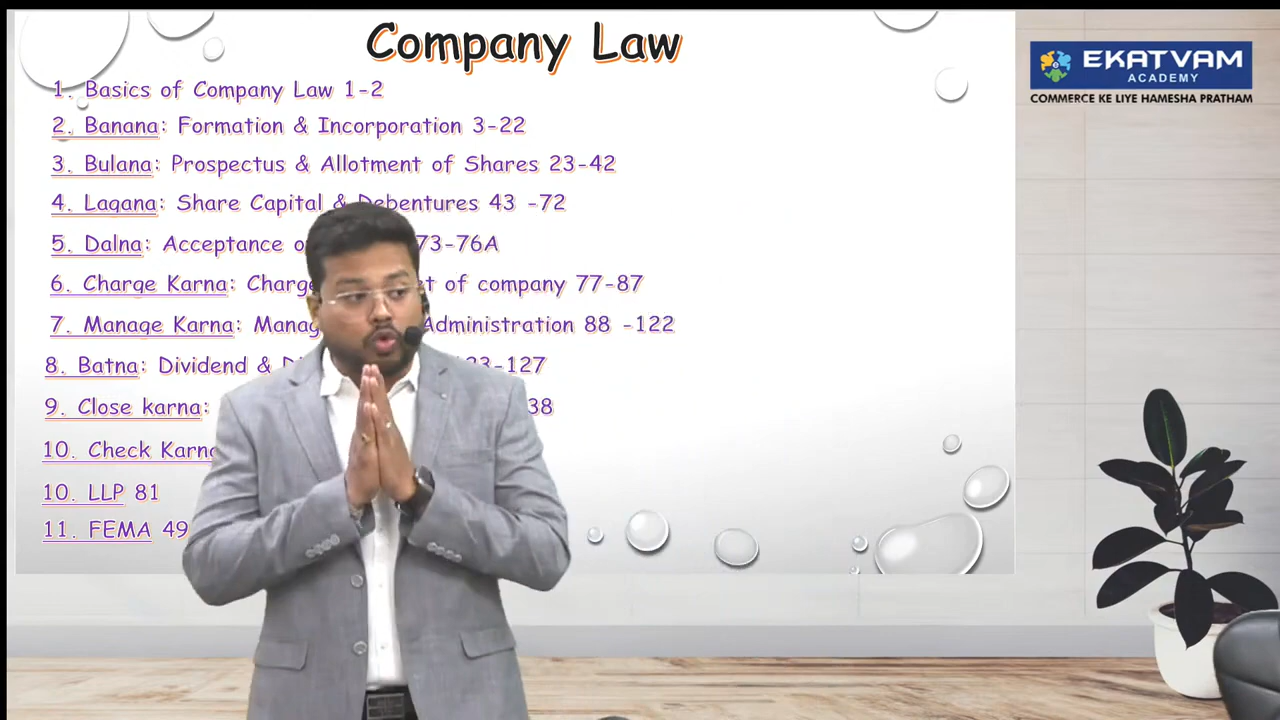 Company Law
1. Basics of Company Law 1-2
2. Banana: Formation & Incorporation 3-22
3. Bulana: Prospectus & Allotment of Shares 23-42
4. Lagana: Share Capital & Debentures 43 -72
5. Dalna: Acceptance 73-76A
6. Charge Karna: of company 77-87
7. Manage Karna: Administration 88 -122
8. Batna: Dividend & 127
9. Close karna: 38
10. Check
10. LLP 81
11. FEMA 49
EKATVAM
ACADEMY
COMMERCE KE LIYE HAMESHA PRATHAM